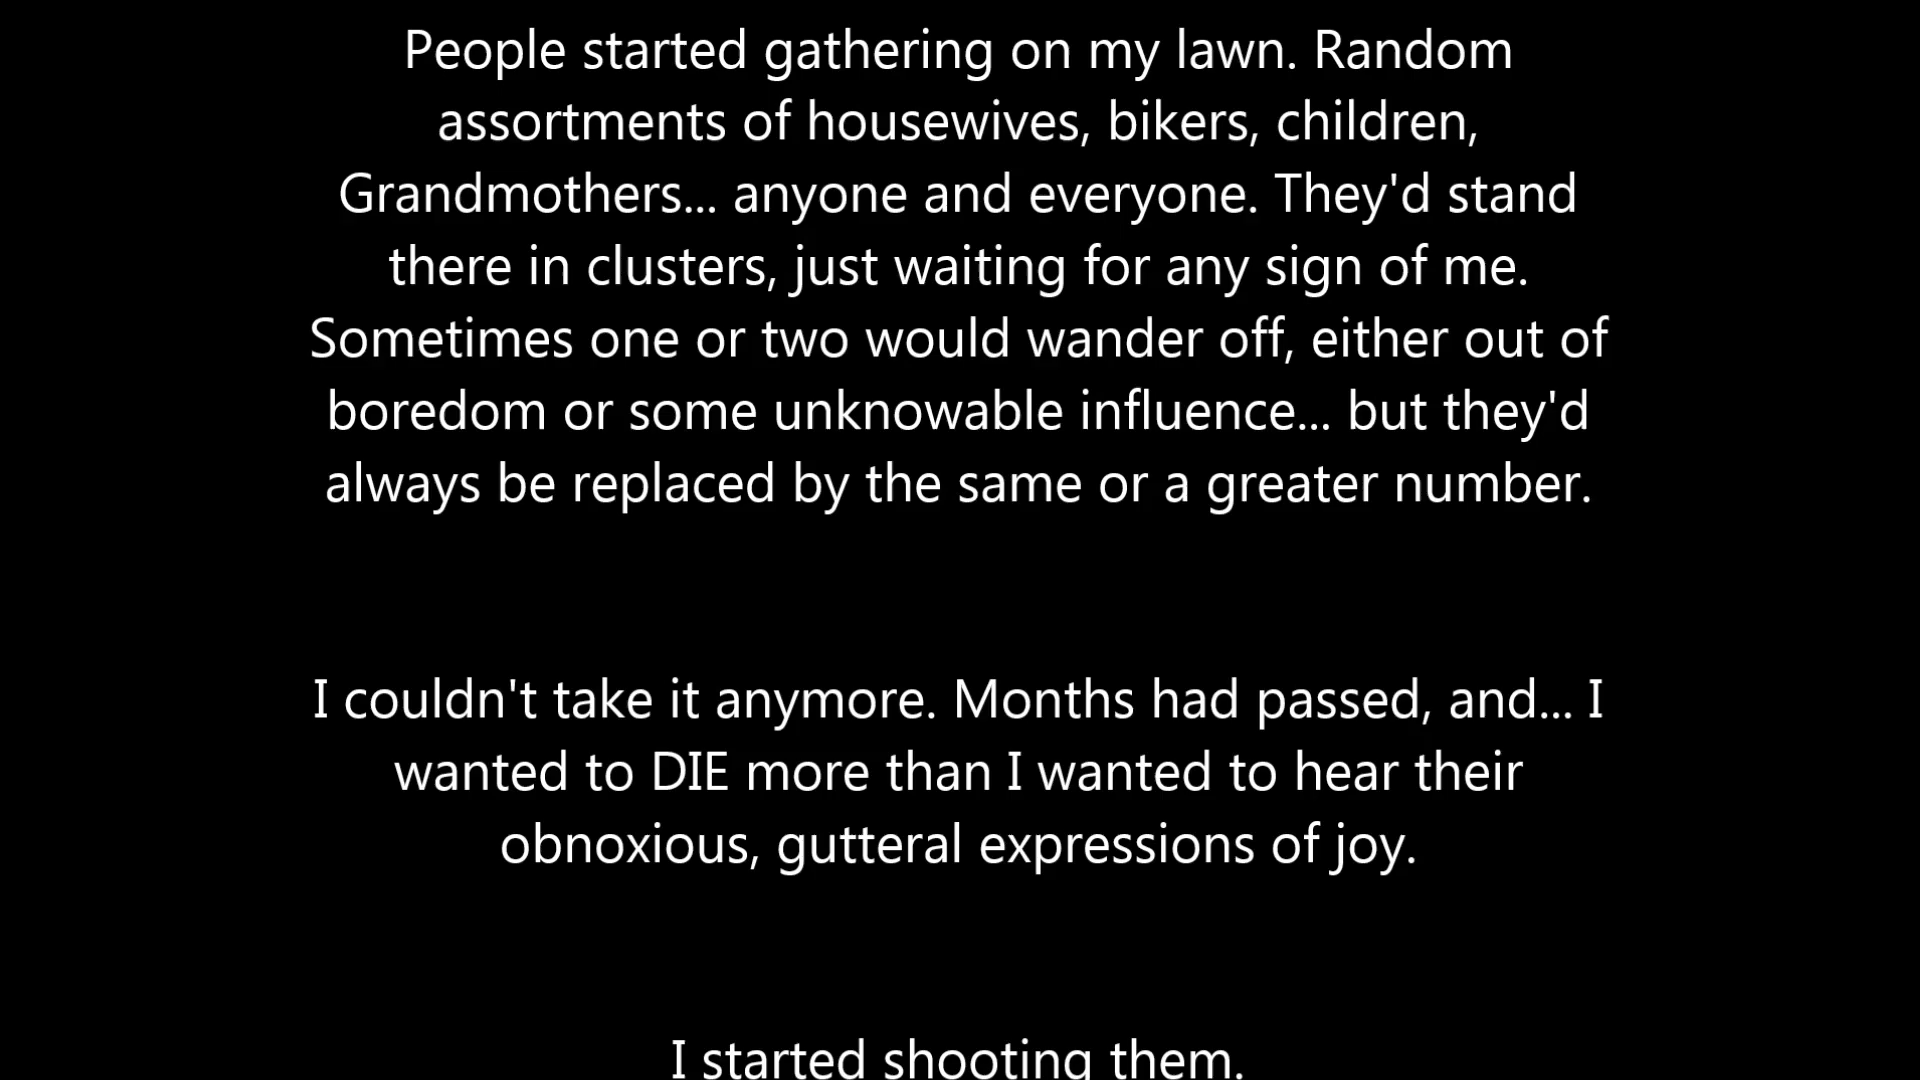 People started gathering on my lawn. Random
assortments of housewives, bikers, children,
Grandmothers... anyone and everyone. They'd stand
there in clusters, just waiting for any sign of me.
Sometimes one or two would wander off, either out of
boredom or some unknowable influence... but they'd
always be replaced by the same or a greater number.
I couldn't take it anymore. Months had passed, and... I
wanted to DIE more than I wanted to hear their
obnoxious, gutteral expressions of joy.
I started shooting them.